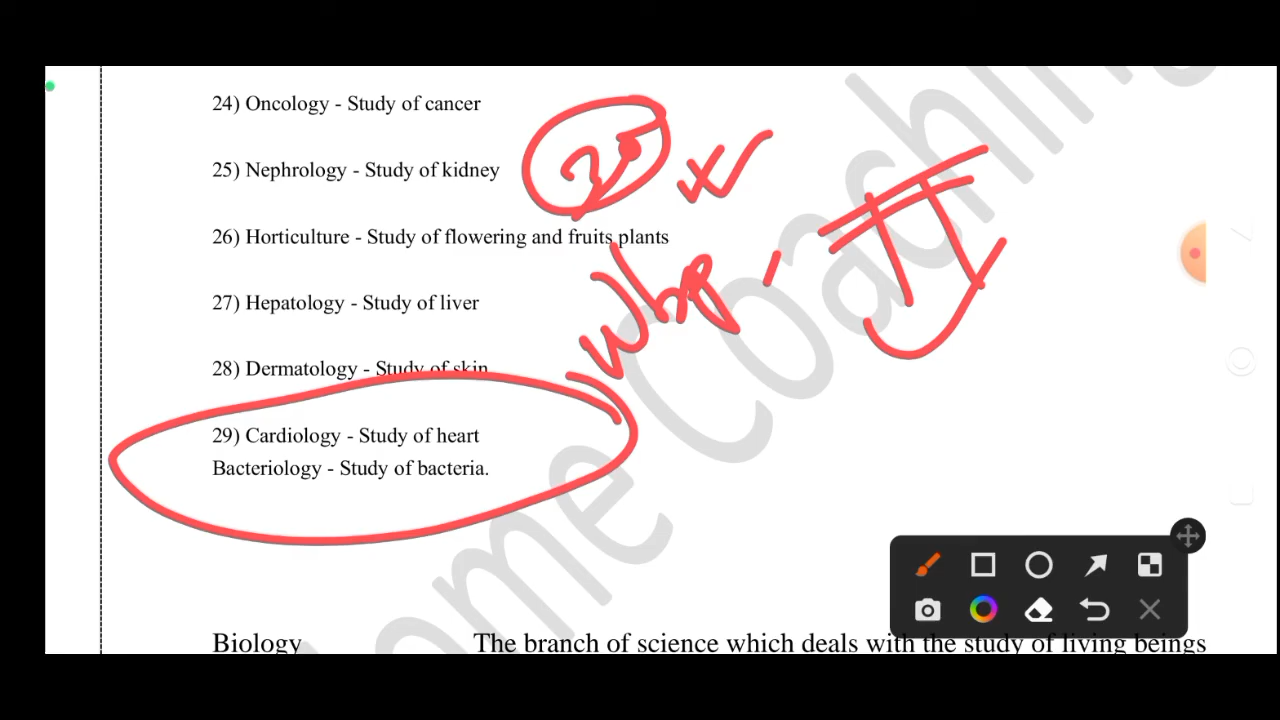 24) Oncology - Study of cancer
25) Nephrology - Study of kidney
26) Horticulture - Study of flowering and fruits plants
27) Hepatology - Study of liver
28) Dermatology - Study of skin
29) Cardiology - Study of heart
Bacteriology - Study of bacteria.
Biology The branch of science which deals with the study of living beings
ome Coaching